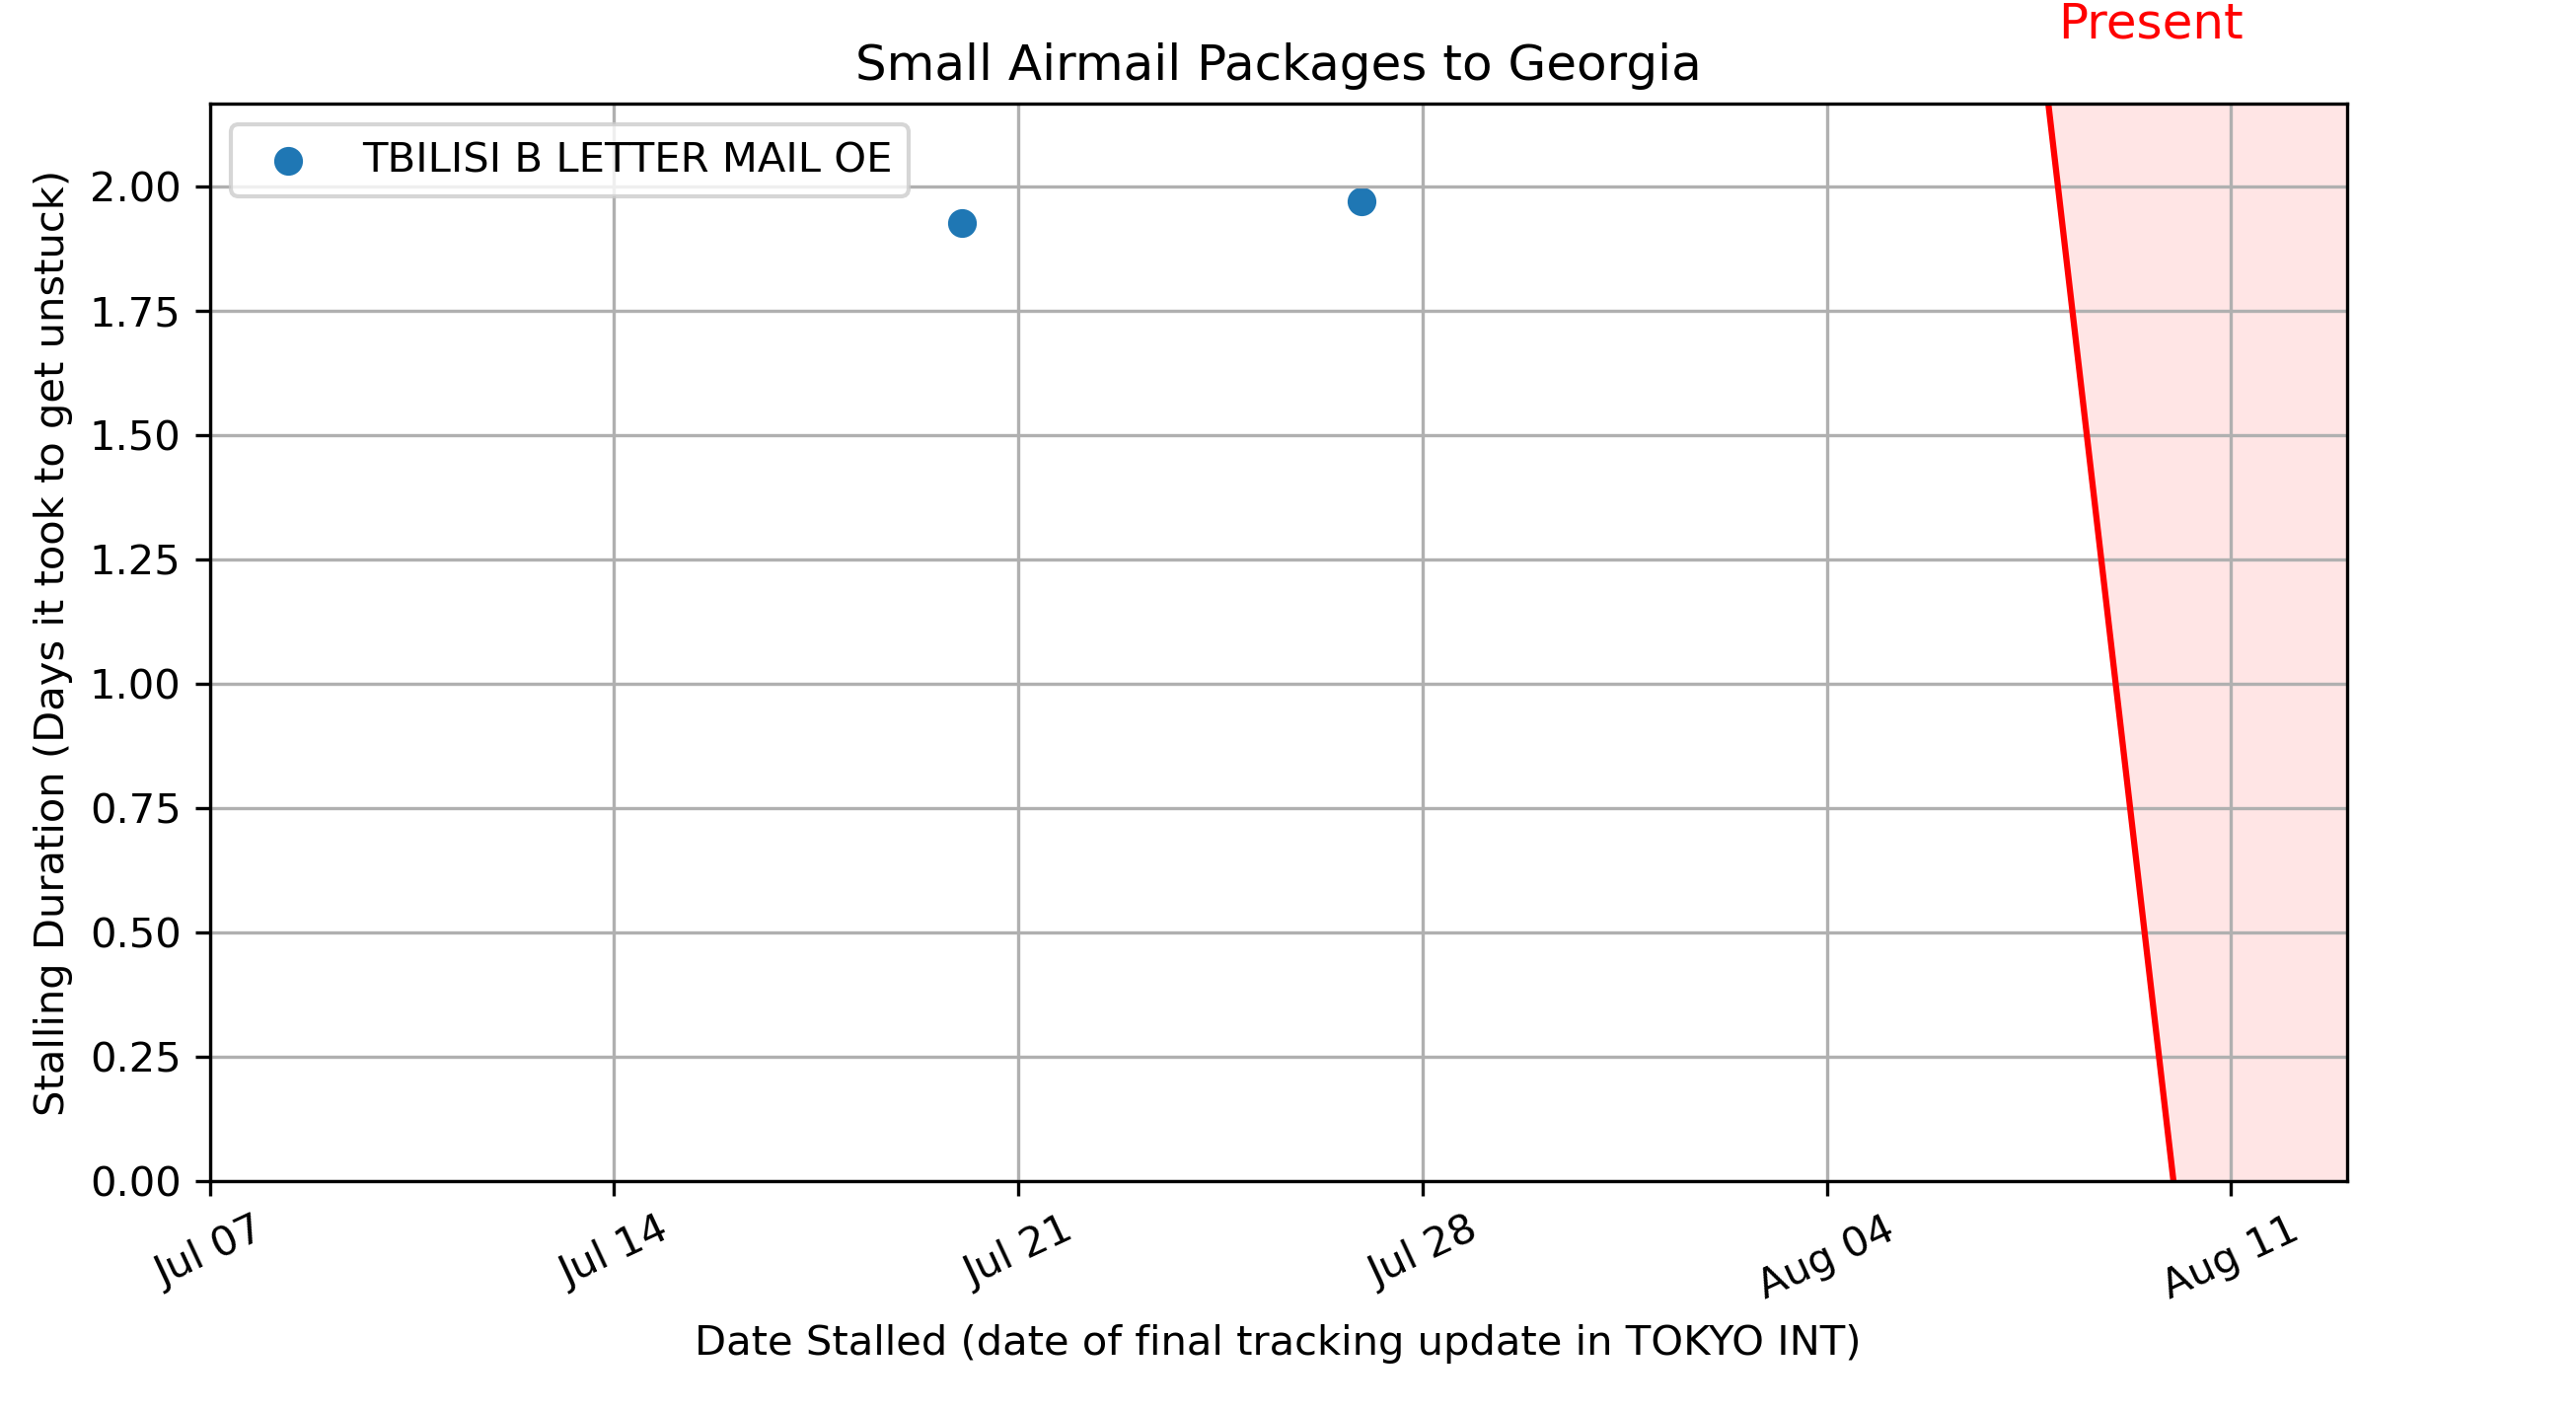 Present
Small Airmail Packages to Georgia
TBILISI B LETTER MAIL OE
Stalling Duration (Days it took to get unstuck)
2.00
1.75
1.50
1.25
1.00
0.75
0.50
0.25
0.00
Jul 07
Jul 14
Jul 21
Jul 28
Aug 04
Aug 11
Date Stalled (date of final tracking update in TOKYO INT)